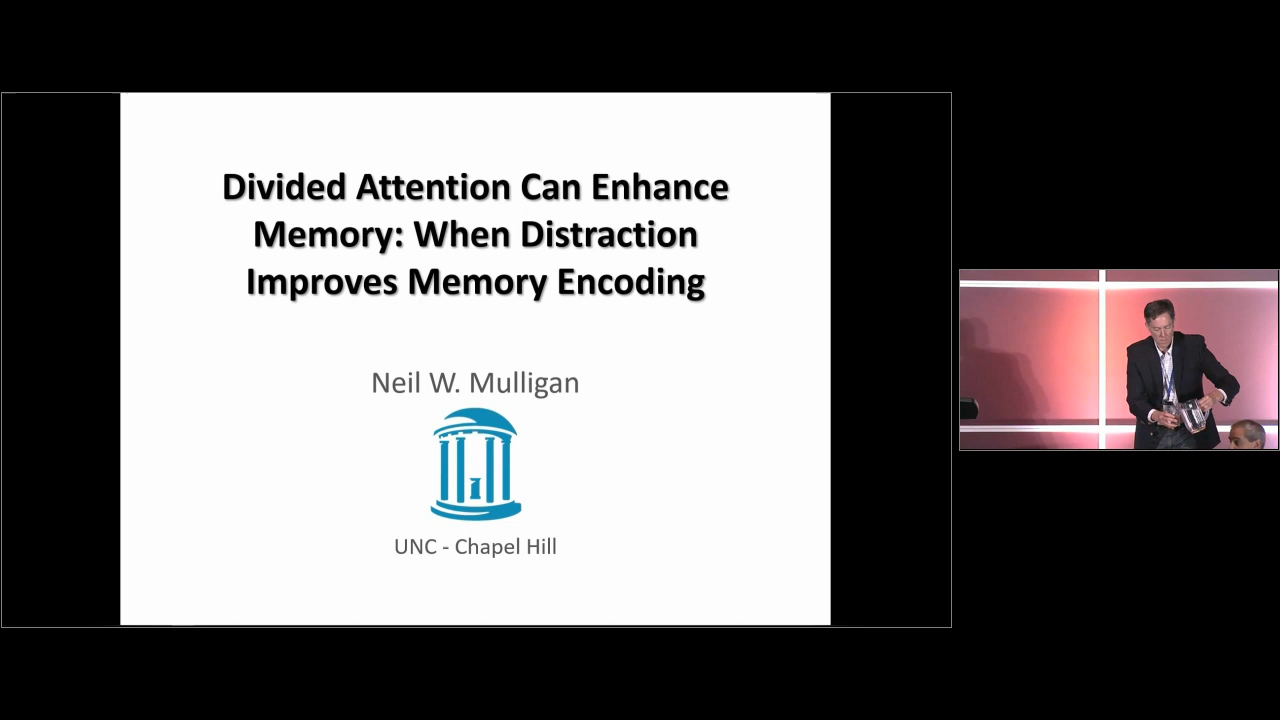 Divided Attention Can Enhance
Memory: When Distraction
Improves Memory Encoding
Neil W. Mulligan
UNC - Chapel Hill